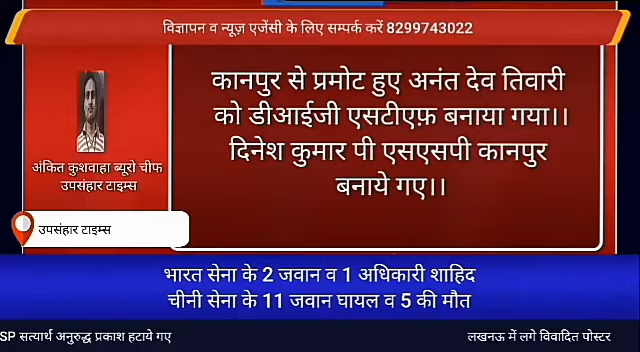 विज्ञापन व न्यूज़ एजेंसी के लिए सम्पर्क करें 8299743022
कानपुर से प्रमोट हुए अनंत देव तिवारी
को डीआईजी एसटीएफ़ बनाया गया।।
दिनेश कुमार पी एसएसपी कानपुर
बनाये गए।।
अंकित कुशवाहा ब्यूरो चीफ
उपसंहार टाइम्स
उपसंहार टाइम्स
भारत सेना के 2 जवान व 1 अधिकारी शाहिद
चीनी सेना के 11 जवान घायल व 5 की मौत
SP सत्यार्थ अनुरुद्ध प्रकाश हटाये गए
लखनऊ में लगे विवादित पोस्टर